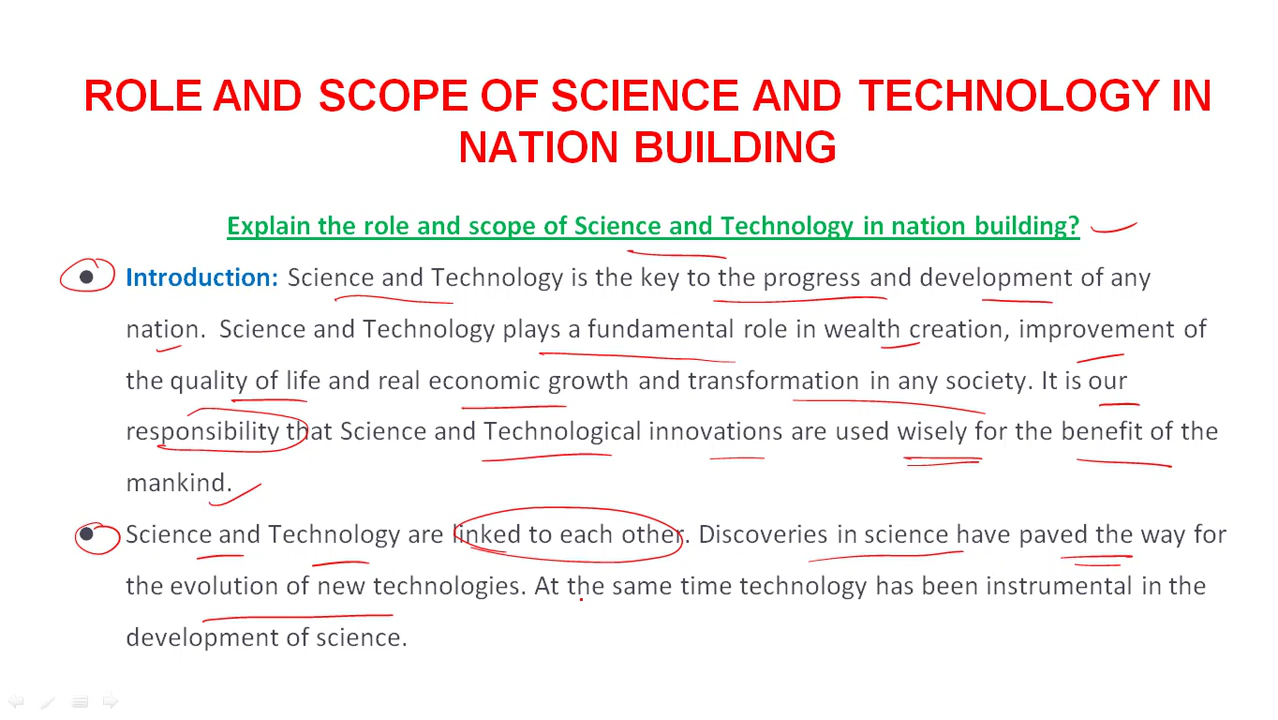 ROLE AND SCOPE OF SCIENCE AND TECHNOLOGY IN
NATION BUILDING
Explain the role and scope of Science and Technology in nation building?
● Introduction: Science and Technology is the key to the progress and development of any
nation. Science and Technology plays a fundamental role in wealth creation, improvement of
the quality of life and real economic growth and transformation in any society. It is our
responsibility that Science and Technological innovations are used wisely for the benefit of the
mankind.
● Science and Technology are linked to each other. Discoveries in science have paved the way for
the evolution of new technologies. At the same time technology has been instrumental in the
development of science.